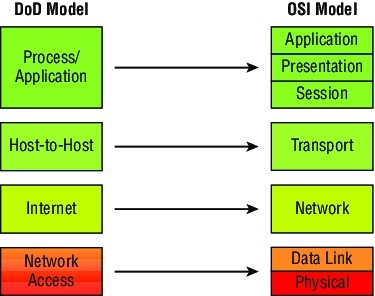 DoD Model
OSI Model
Process/
Application
Application
Presentation
Session
Host-to-Host
Transport
Internet
Network
Network
Access
Data Link
Physical